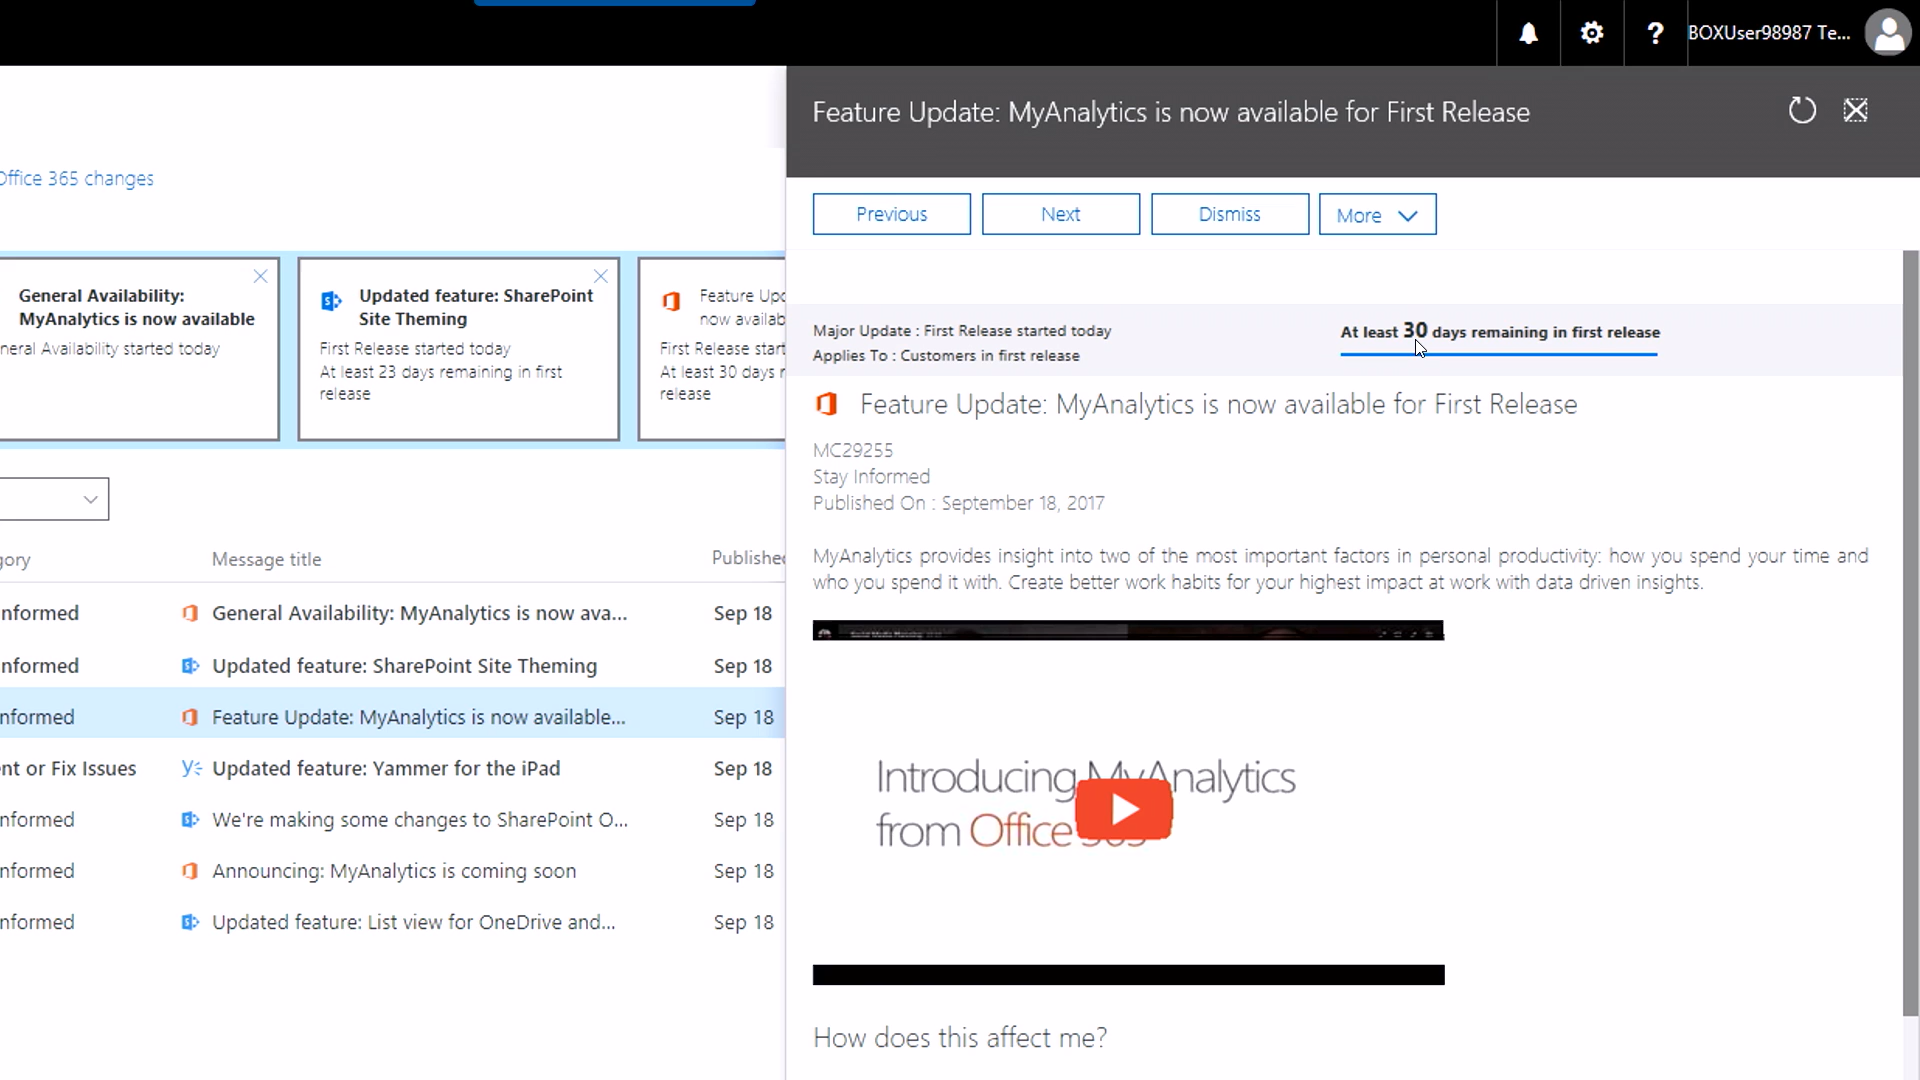 BOXUser98987 Te...
Feature Update: MyAnalytics is now available for First Release
Office 365 changes
Previous
Next
Dismiss
More
General Availability:
MyAnalytics is now available
neral Availability started today
Updated feature: SharePoint
Site Theming
First Release started today
At least 23 days remaining in first
release
Feature Upd
now availab
First Release start
At least 30 days r
release
Major Update : First Release started today
Applies To : Customers in first release
At least 30 days remaining in first release
Feature Update: MyAnalytics is now available for First Release
MC29255
Stay Informed
Published On : September 18, 2017
MyAnalytics provides insight into two of the most important factors in personal productivity: how you spend your time and
who you spend it with. Create better work habits for your highest impact at work with data driven insights.
gory Message title Published
nformed General Availability: MyAnalytics is now ava... Sep 18
nformed Updated feature: SharePoint Site Theming Sep 18
nformed Feature Update: MyAnalytics is now available... Sep 18
nt or Fix Issues Updated feature: Yammer for the iPad Sep 18
nformed We're making some changes to SharePoint O... Sep 18
nformed Announcing: MyAnalytics is coming soon Sep 18
nformed Updated feature: List view for OneDrive and... Sep 18
Introducing MyAnalytics
from Office 365
How does this affect me?